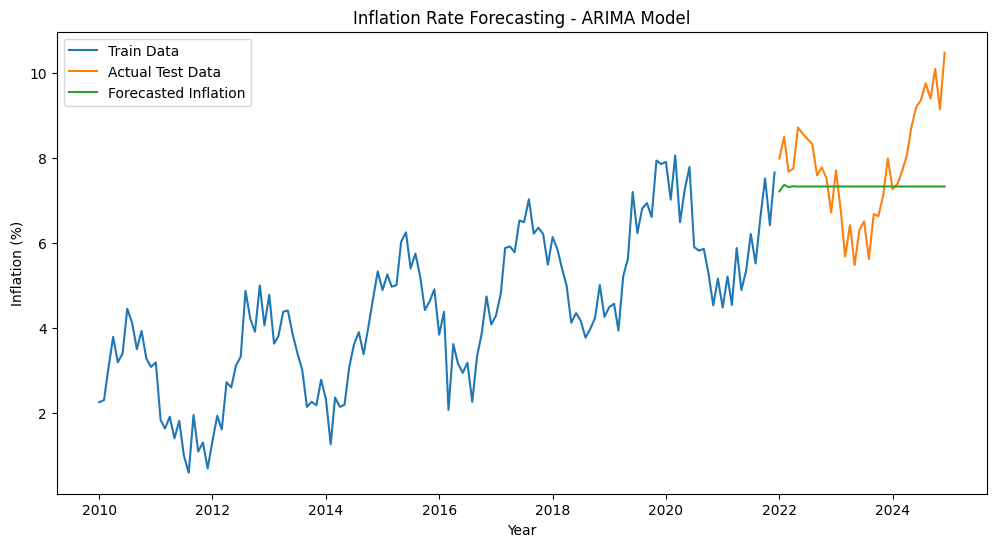 Inflation Rate Forecasting - ARIMA Model
Train Data
Actual Test Data
Forecasted Inflation
Inflation (%)
10
8
6
4
2
2010
2012
2014
2016
2018
2020
2022
2024
Year